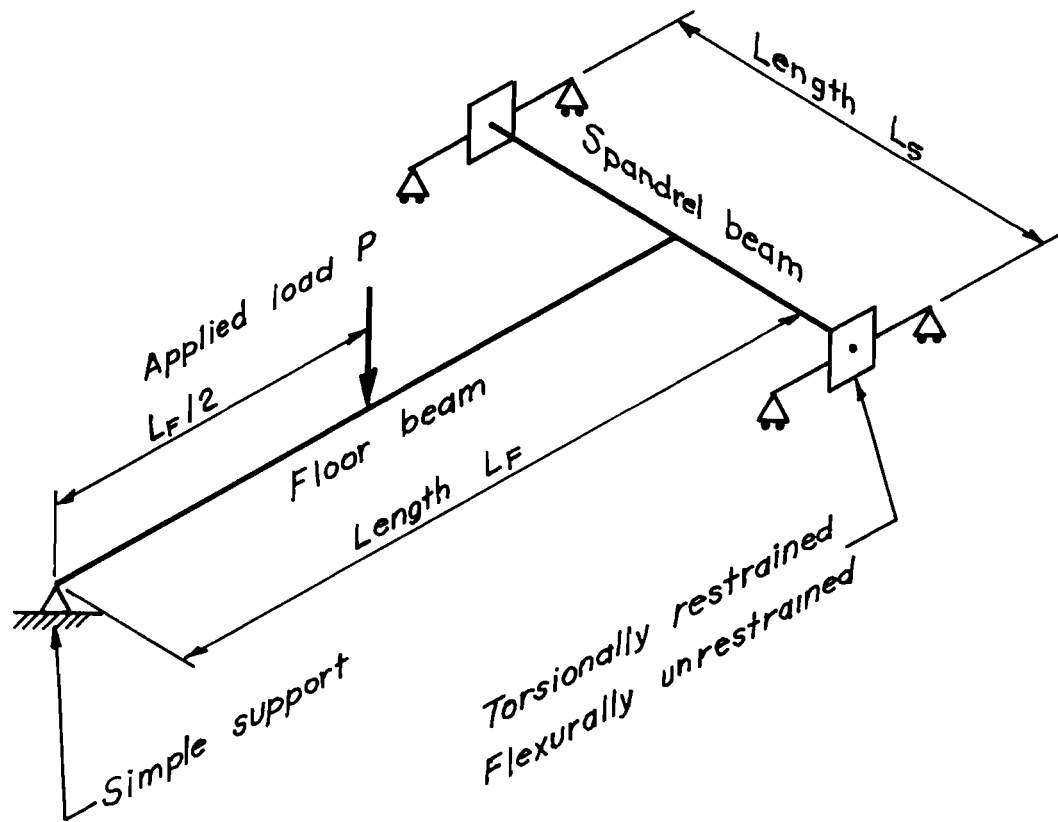 Length Ls
Spandrel beam
Applied load P
LF/2
Floor beam
Length LF
Torsionally restrained
Flexurally unrestrained
Simple support